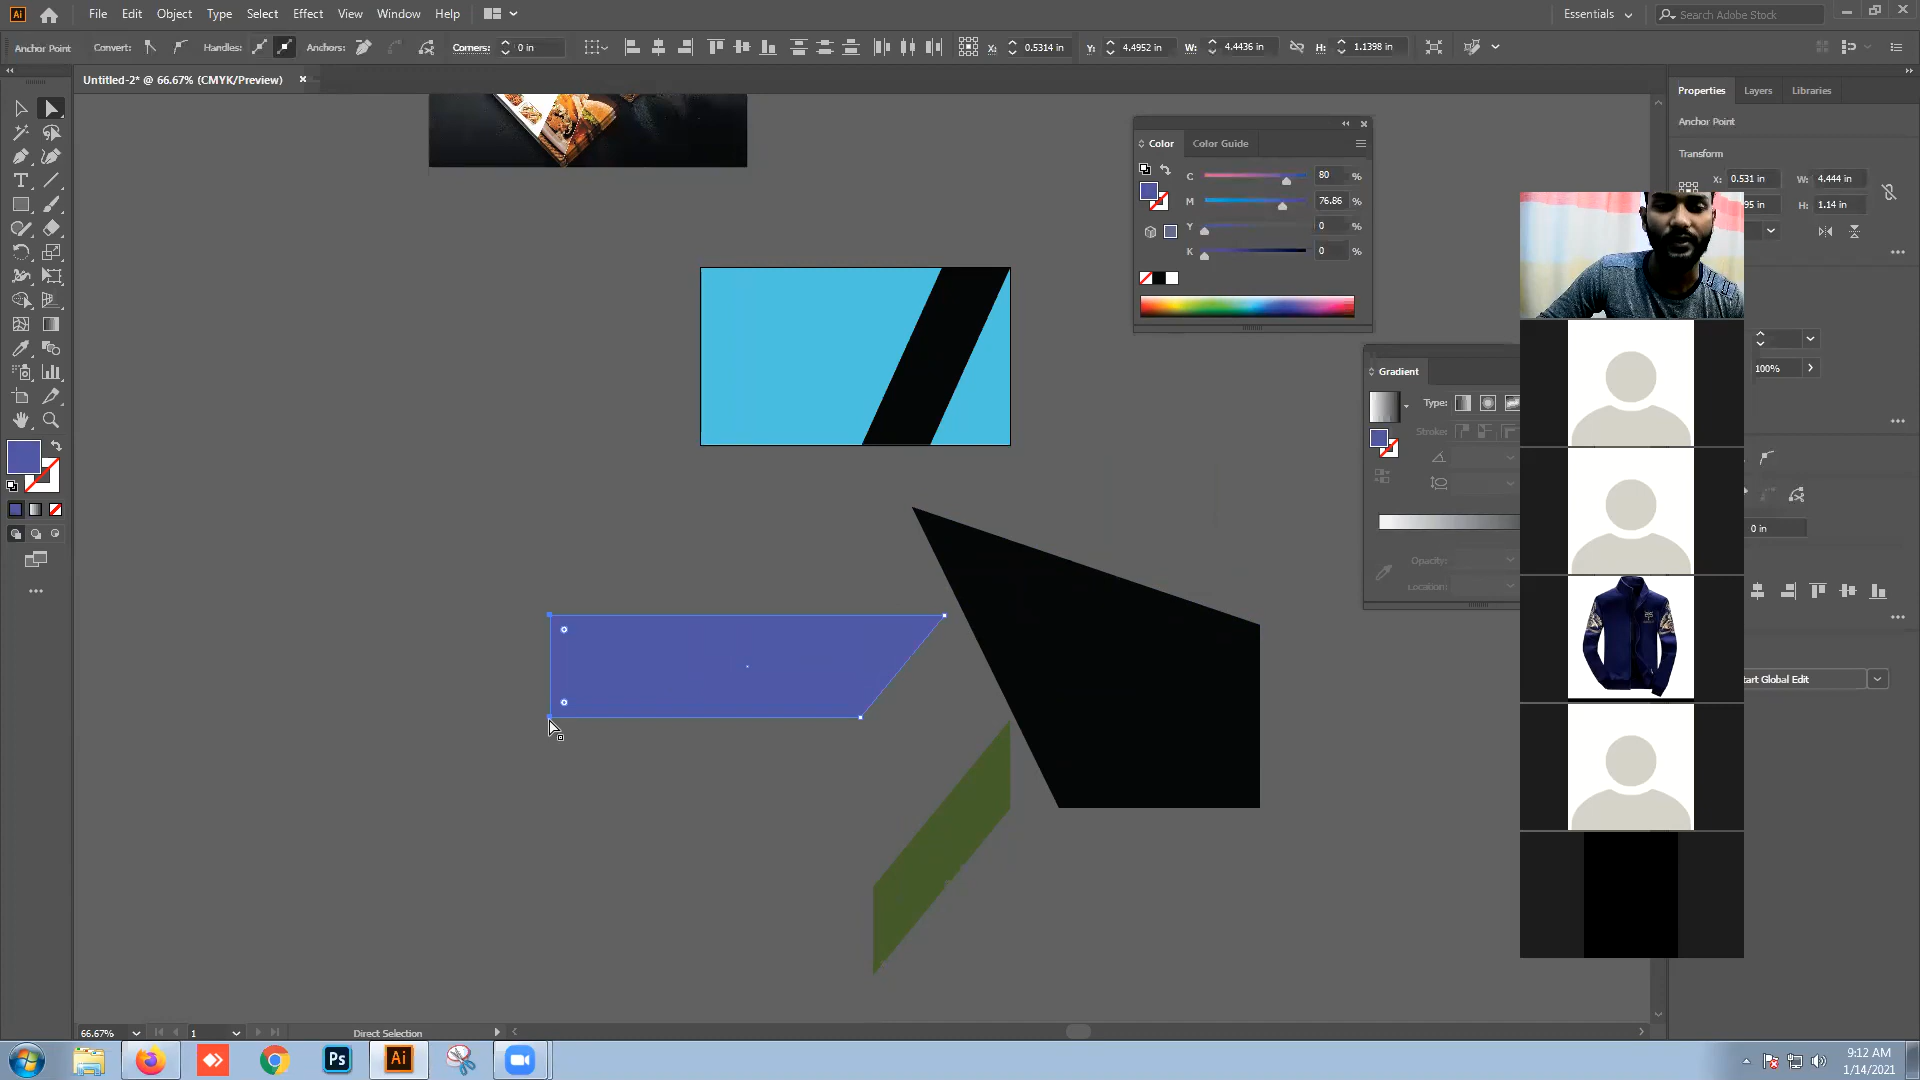 Ai File Edit Object Type Select Effect View Window Help Essentials Search Adobe Stock
Anchor Point Convert: Handles: Anchors: Corners: 0 in X: 0.5314 in Y: 4.4952 in W: 4.4436 in H: 1.1398 in
Untitled-2* @ 66.67% (CMYK/Preview)
Properties Layers Libraries
Anchor Point
Transform
X: 0.531 in W: 4.444 in
95 in H: 1.14 in
Color Color Guide
C 80 %
M 76.86 %
Y 0 %
K 0 %
100%
Gradient
Type:
Stroke:
0 in
Opacity:
Location:
tart Global Edit
66.67% 1 Direct Selection
Ps Ai
9:12 AM
1/14/2021